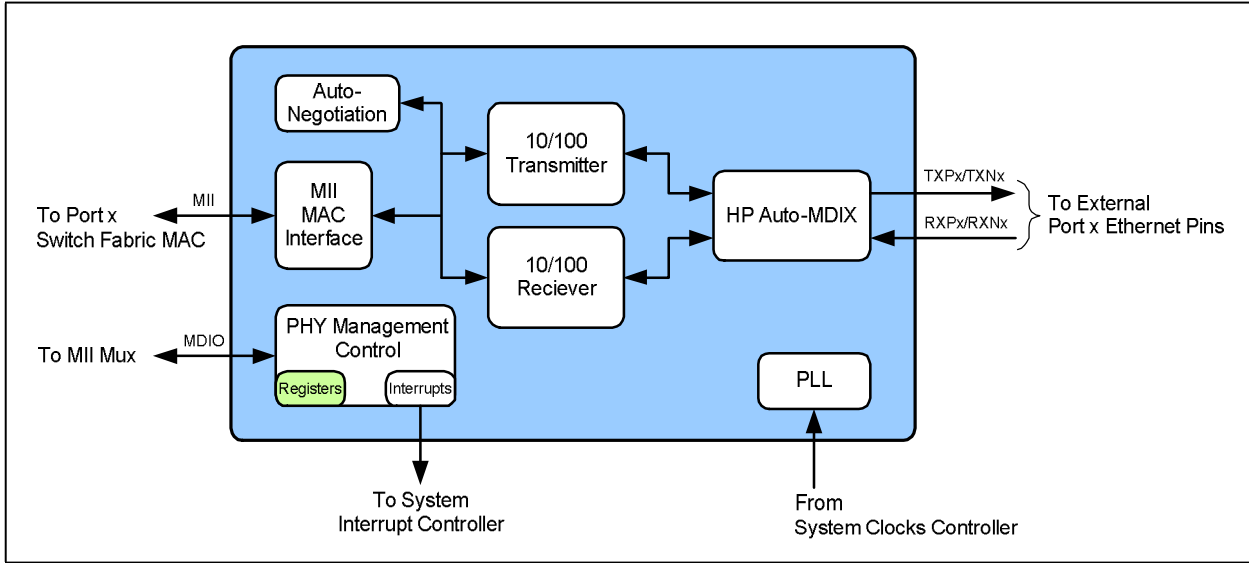 Auto-
Negotiation
10/100
Transmitter
MII
MAC
Interface
MII
To Port x
Switch Fabric MAC
HP Auto-MDIX
TXPx/TXNx
RXPx/RXNx
To External
Port x Ethernet Pins
10/100
Reciever
PHY Management
Control
Registers
Interrupts
MDIO
To MII Mux
PLL
To System
Interrupt Controller
From
System Clocks Controller